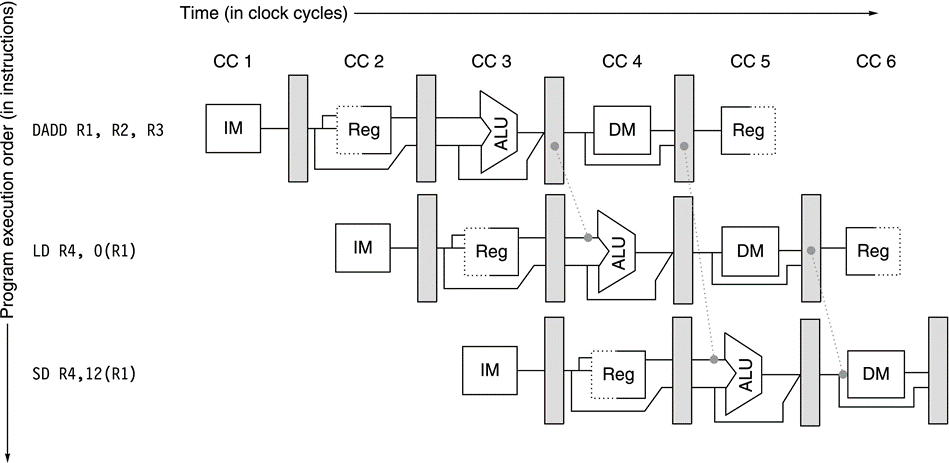 Time (in clock cycles)
Program execution order (in instructions)
CC 1 CC 2 CC 3 CC 4 CC 5 CC 6
DADD R1, R2, R3
IM Reg ALU DM Reg
LD R4, 0(R1)
IM Reg ALU DM Reg
SD R4,12(R1)
IM Reg ALU DM